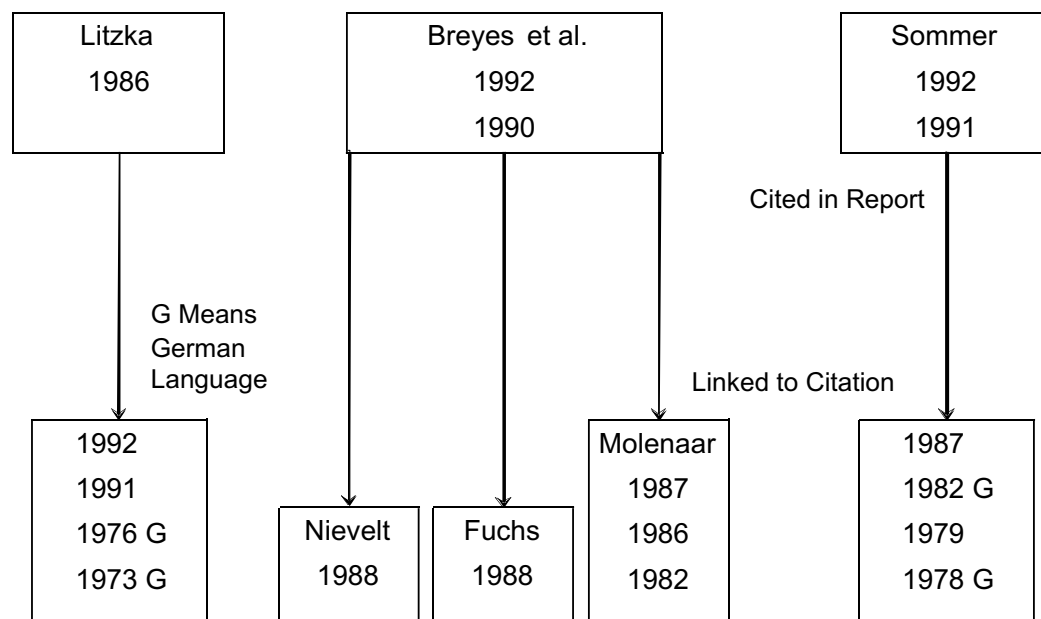 Litzka
1986
Breyes et al.
1992
1990
Sommer
1992
1991
Cited in Report
G Means
German
Language
Linked to Citation
1992
1991
1976 G
1973 G
Nievelt
1988
Fuchs
1988
Molenaar
1987
1986
1982
1987
1982 G
1979
1978 G